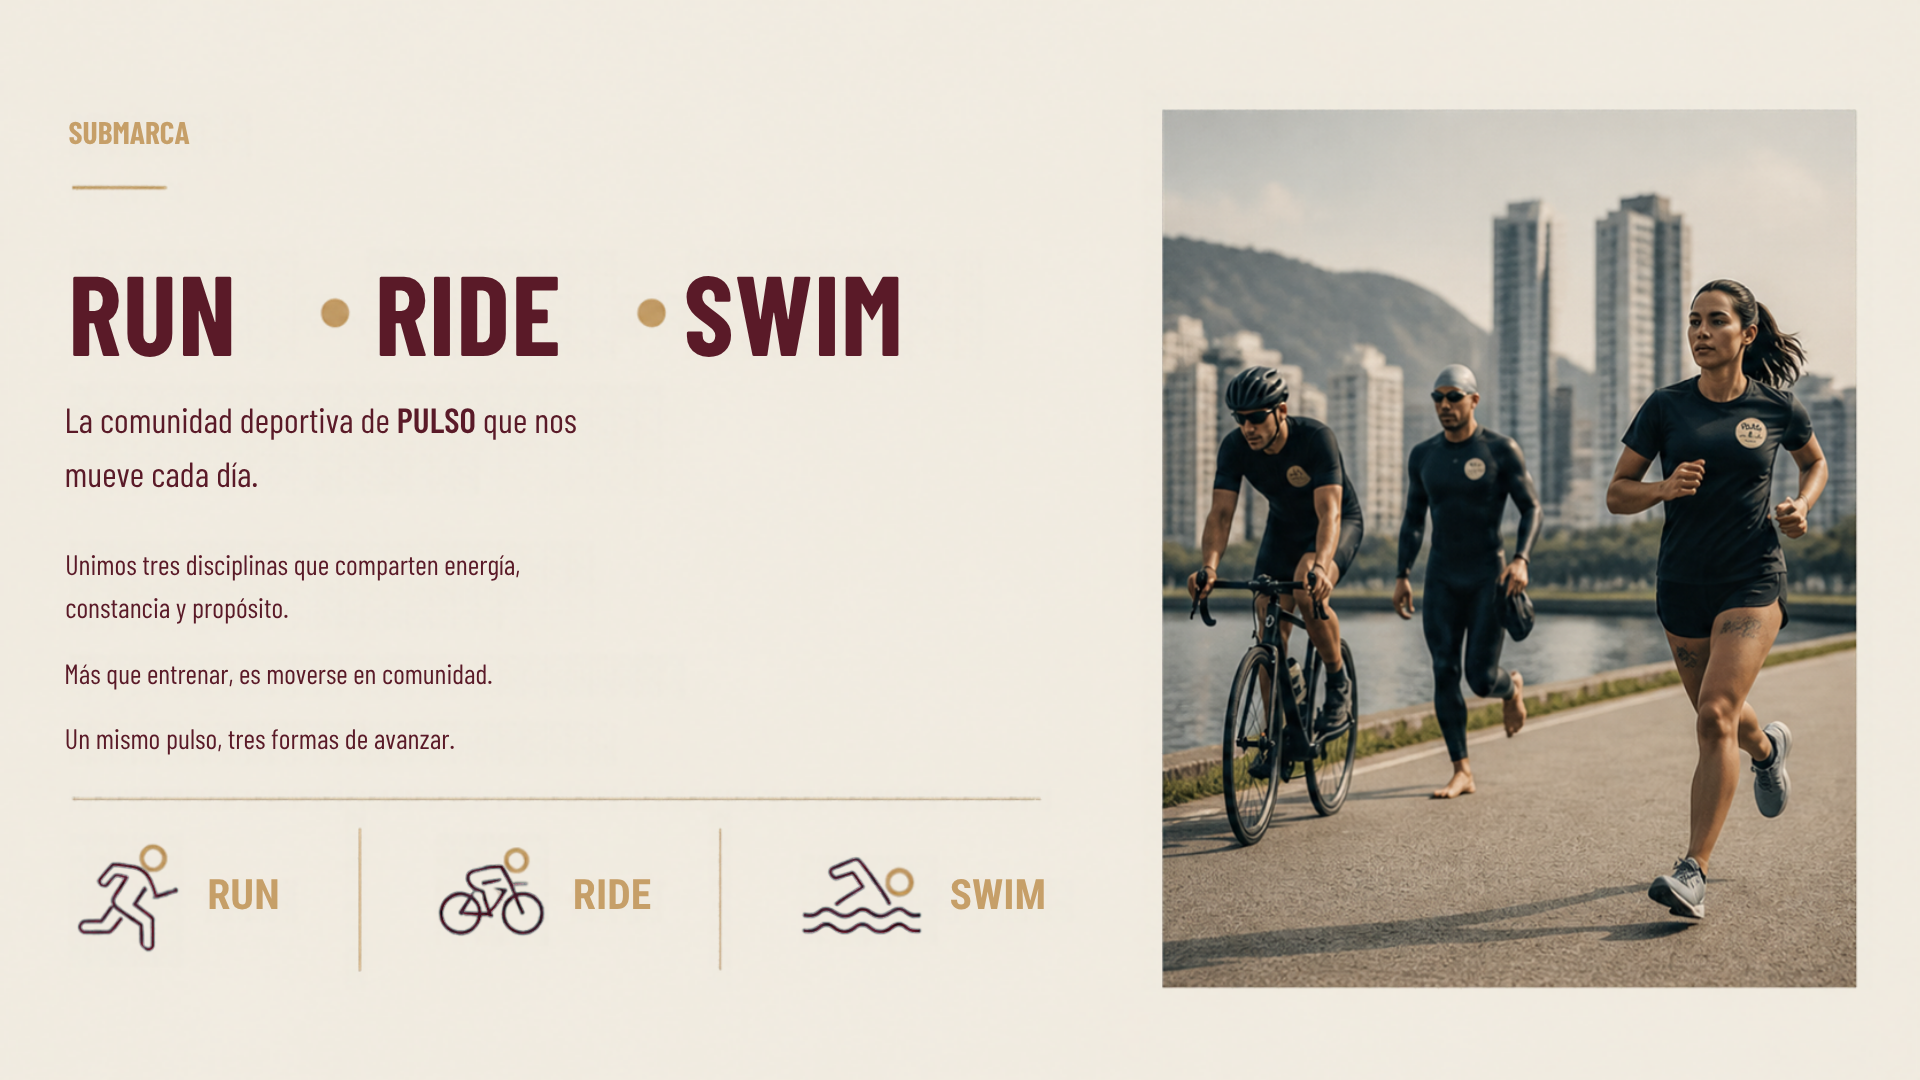 SUBMARCA
RUN • RIDE • SWIM
La comunidad deportiva de PULSO que nos
mueve cada día.
Unimos tres disciplinas que comparten energía,
constancia y propósito.
Más que entrenar, es moverse en comunidad.
Un mismo pulso, tres formas de avanzar.
RUN
RIDE
SWIM